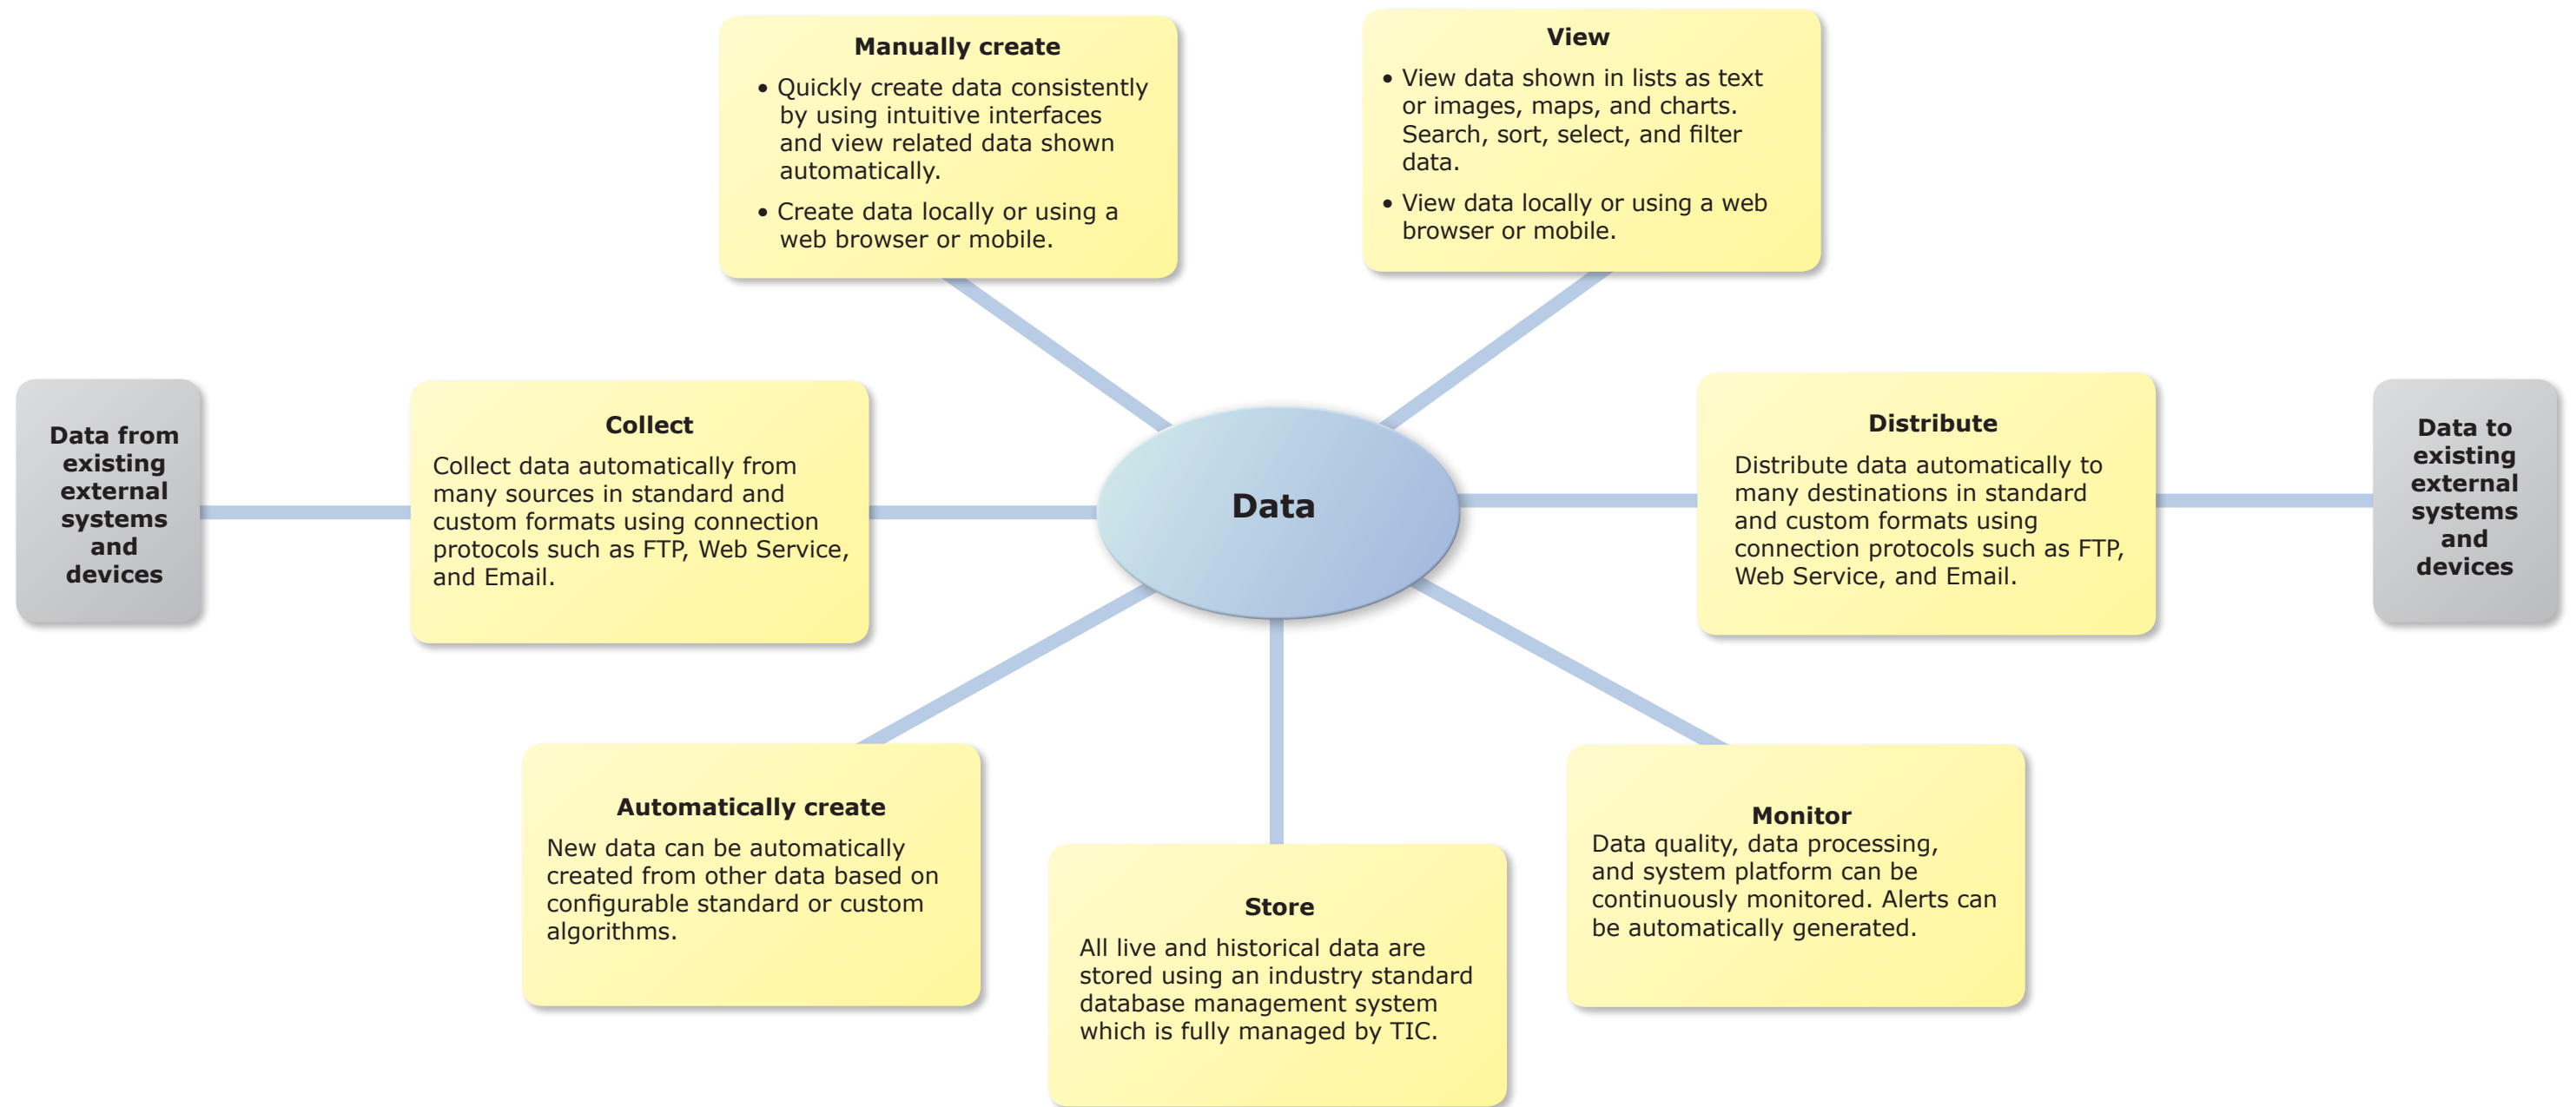 Manually create
• Quickly create data consistently
by using intuitive interfaces
and view related data shown
automatically.
• Create data locally or using a
web browser or mobile.
View
• View data shown in lists as text
or images, maps, and charts.
Search, sort, select, and filter
data.
• View data locally or using a web
browser or mobile.
Data from
existing
external
systems
and
devices
Collect
Collect data automatically from
many sources in standard and
custom formats using connection
protocols such as FTP, Web Service,
and Email.
Data
Distribute
Distribute data automatically to
many destinations in standard
and custom formats using
connection protocols such as FTP,
Web Service, and Email.
Data to
existing
external
systems
and
devices
Automatically create
New data can be automatically
created from other data based on
configurable standard or custom
algorithms.
Store
All live and historical data are
stored using an industry standard
database management system
which is fully managed by TIC.
Monitor
Data quality, data processing,
and system platform can be
continuously monitored. Alerts can
be automatically generated.